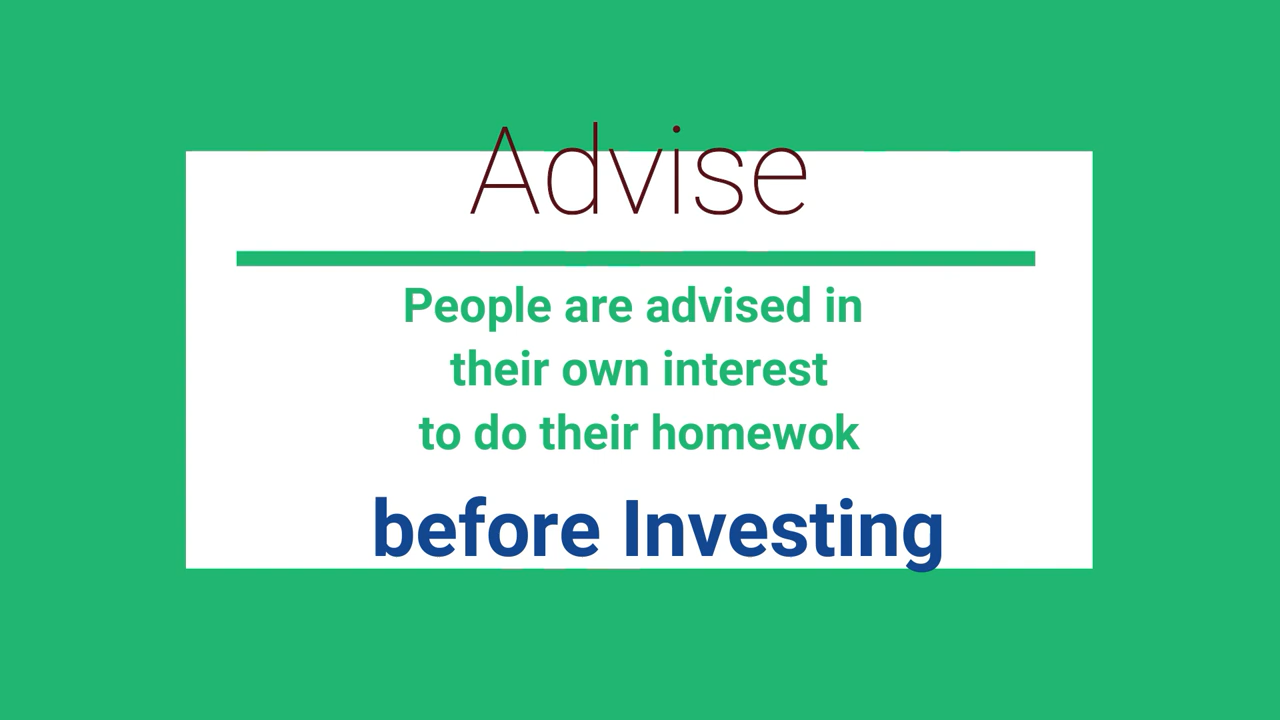 Advise
People are advised in
their own interest
to do their homewok
before Investing